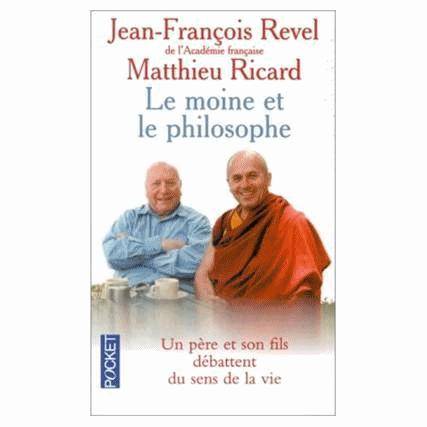 Jean-François Revel
de l'Académie française
Matthieu Ricard
Le moine et
le philosophe
Un père et son fils
débattent
du sens de la vie
POCKET